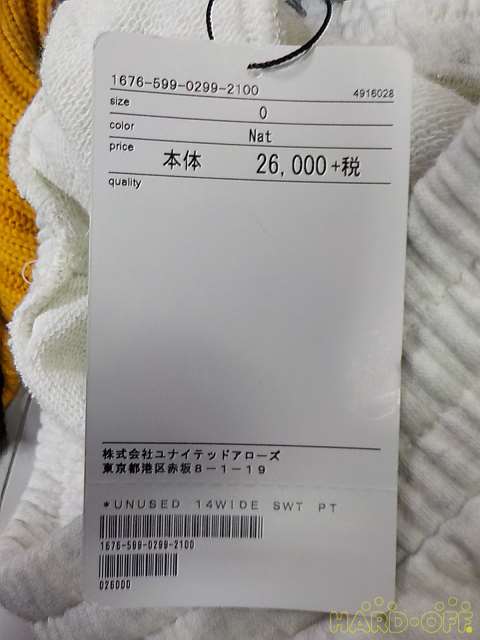 1676-599-0299-2100
4916028
size 0
color Nat
price 本体 26,000+税
quality
株式会社ユナイテッドアローズ
東京都港区赤坂8-1-19
*UNUSED 14WIDE SWT PT
1676-599-0299-2100
026000
HARD-OFF